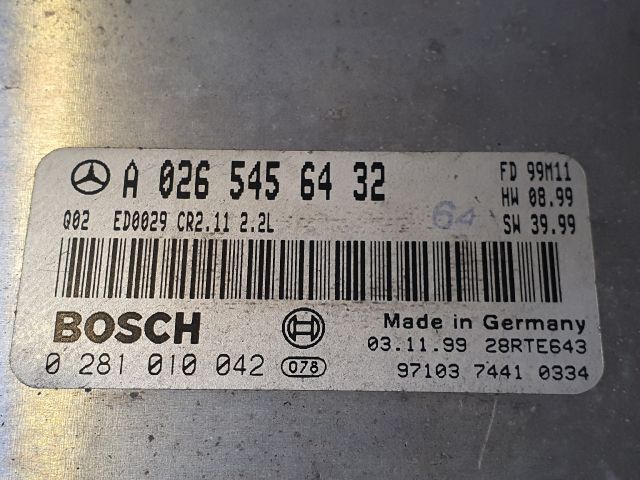 A 026 545 64 32
FD 99M11
HW 08.99
SW 39.99
Q02 ED0029 CR2.11 2.2L
64
BOSCH
Made in Germany
03.11.99 28RTE643
0 281 010 042 078
97103 7441 0334